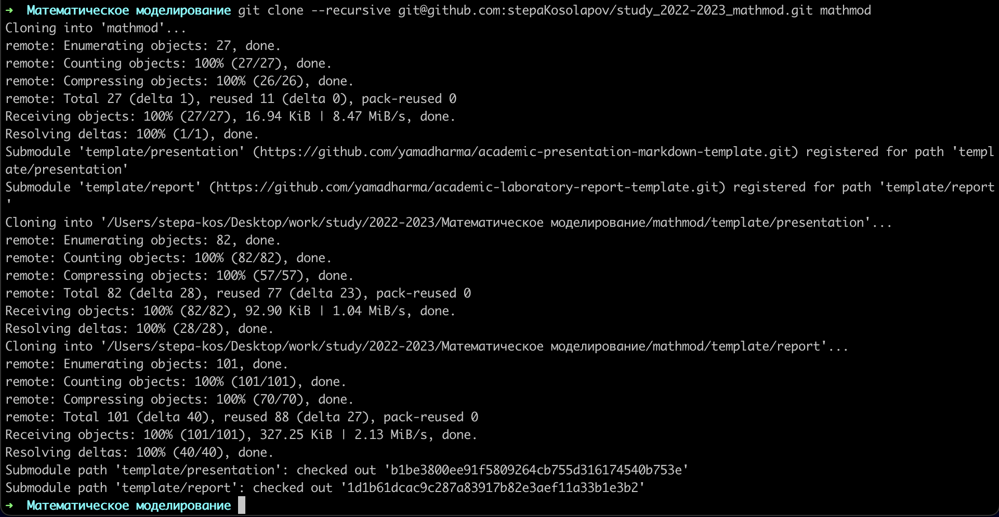 ➜  Математическое моделирование git clone --recursive git@github.com:stepaKosolapov/study_2022-2023_mathmod.git mathmod
Cloning into 'mathmod'...
remote: Enumerating objects: 27, done.
remote: Counting objects: 100% (27/27), done.
remote: Compressing objects: 100% (26/26), done.
remote: Total 27 (delta 1), reused 11 (delta 0), pack-reused 0
Receiving objects: 100% (27/27), 16.94 KiB | 8.47 MiB/s, done.
Resolving deltas: 100% (1/1), done.
Submodule 'template/presentation' (https://github.com/yamadharma/academic-presentation-markdown-template.git) registered for path 'templ
ate/presentation'
Submodule 'template/report' (https://github.com/yamadharma/academic-laboratory-report-template.git) registered for path 'template/report
'
Cloning into '/Users/stepa-kos/Desktop/work/study/2022-2023/Математическое моделирование/mathmod/template/presentation'...
remote: Enumerating objects: 82, done.
remote: Counting objects: 100% (82/82), done.
remote: Compressing objects: 100% (57/57), done.
remote: Total 82 (delta 28), reused 77 (delta 23), pack-reused 0
Receiving objects: 100% (82/82), 92.90 KiB | 1.04 MiB/s, done.
Resolving deltas: 100% (28/28), done.
Cloning into '/Users/stepa-kos/Desktop/work/study/2022-2023/Математическое моделирование/mathmod/template/report'...
remote: Enumerating objects: 101, done.
remote: Counting objects: 100% (101/101), done.
remote: Compressing objects: 100% (70/70), done.
remote: Total 101 (delta 40), reused 88 (delta 27), pack-reused 0
Receiving objects: 100% (101/101), 327.25 KiB | 2.13 MiB/s, done.
Resolving deltas: 100% (40/40), done.
Submodule path 'template/presentation': checked out 'b1be3800ee91f5809264cb755d316174540b753e'
Submodule path 'template/report': checked out '1d1b61dcac9c287a83917b82e3aef11a33b1e3b2'
➜  Математическое моделирование